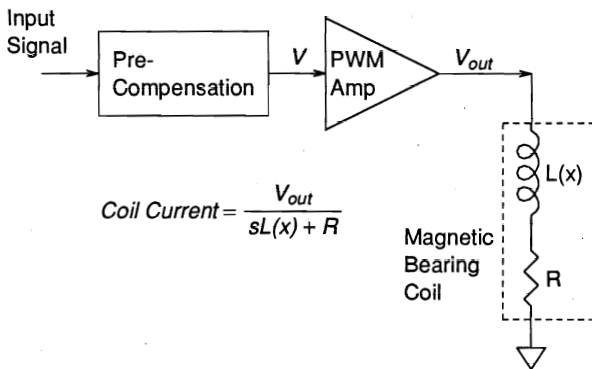 Input
Signal
Pre-
Compensation
V
PWM
Amp
Vout
L(x)
R
Coil Current = Vout / sL(x) + R
Magnetic
Bearing
Coil